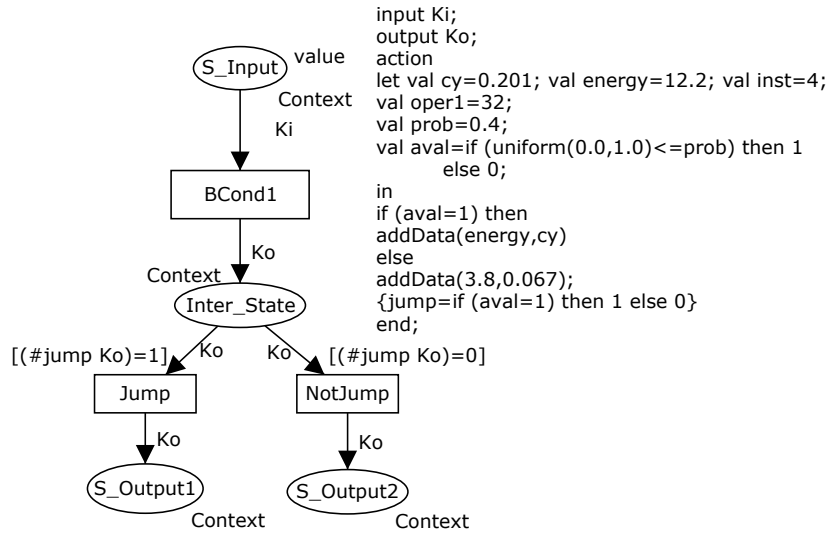 S_Input
value
Context
Ki
BCond1
Ko
Context
Inter_State
Ko
Ko
[(#jump Ko)=1]
[(#jump Ko)=0]
Jump
NotJump
Ko
Ko
S_Output1
S_Output2
Context
Context
input Ki;
output Ko;
action
let val cy=0.201; val energy=12.2; val inst=4;
val oper1=32;
val prob=0.4;
val aval=if (uniform(0.0,1.0)<=prob) then 1
else 0;
in
if (aval=1) then
addData(energy,cy)
else
addData(3.8,0.067);
{jump=if (aval=1) then 1 else 0}
end;